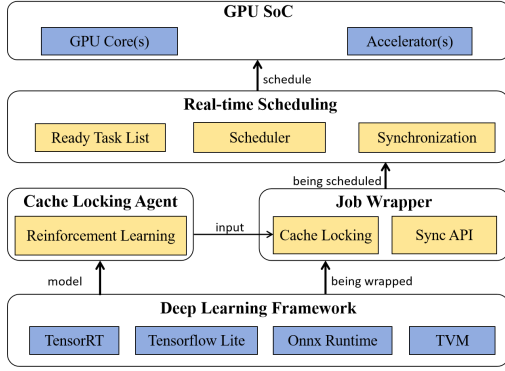 GPU SoC
GPU Core(s)
Accelerator(s)
schedule
Real-time Scheduling
Ready Task List
Scheduler
Synchronization
being scheduled
Cache Locking Agent
Job Wrapper
Reinforcement Learning
input
Cache Locking
Sync API
model
being wrapped
Deep Learning Framework
TensorRT
Tensorflow Lite
Onnx Runtime
TVM